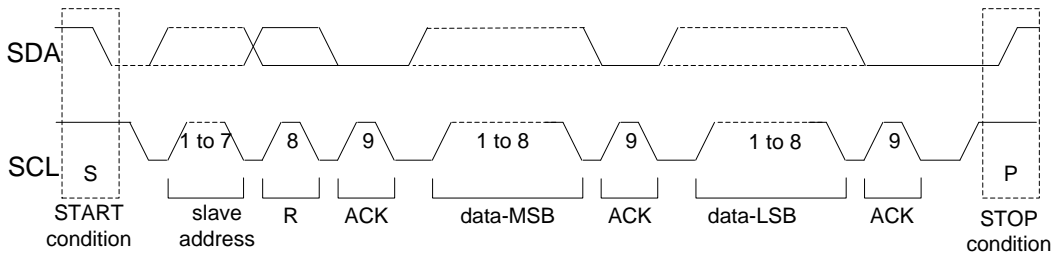 SDA
SCL
1 to 7 8 9 1 to 8 9 1 to 8 9
S P
START condition
slave address
R
ACK
data-MSB
ACK
data-LSB
ACK
STOP condition